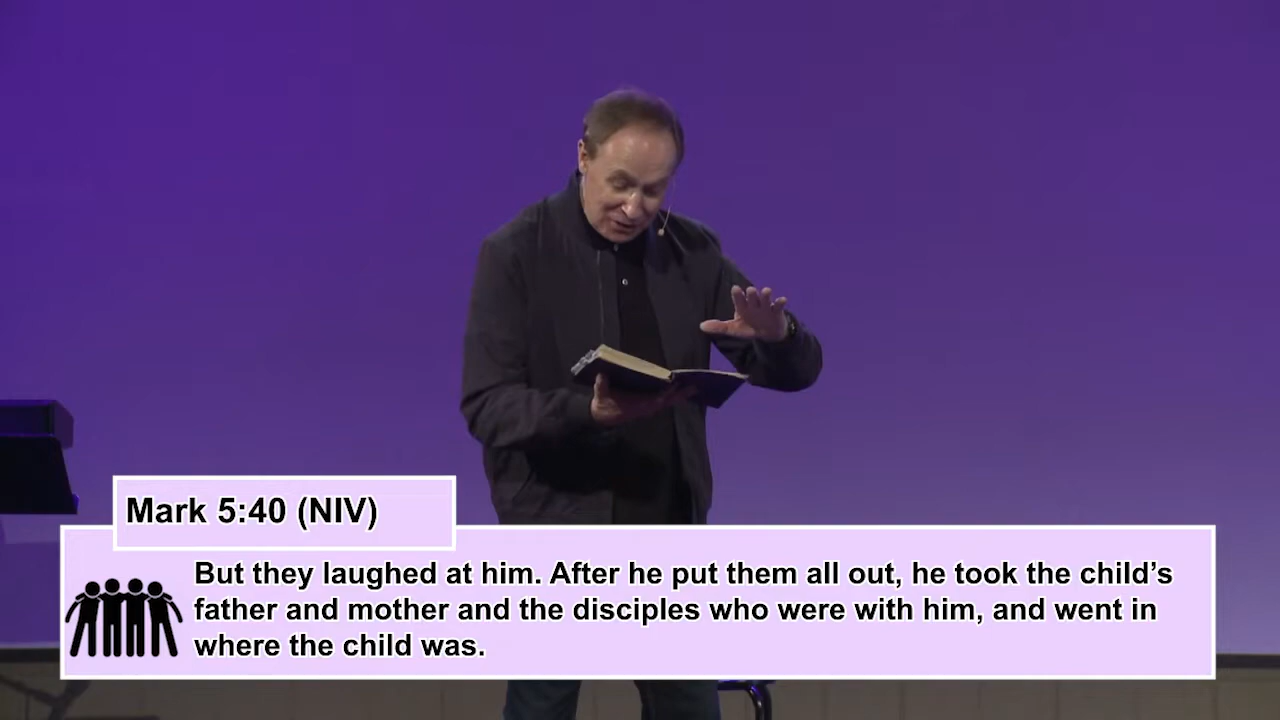 Mark 5:40 (NIV)
But they laughed at him. After he put them all out, he took the child’s
father and mother and the disciples who were with him, and went in
where the child was.